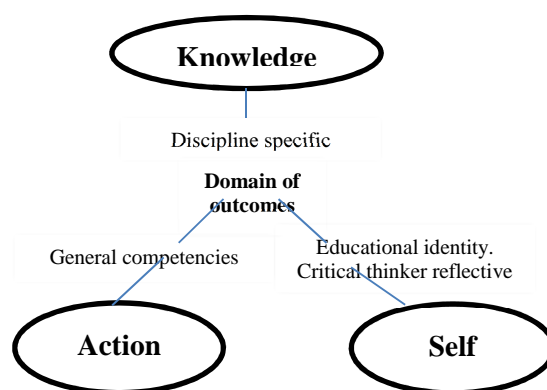 Knowledge
Discipline specific
Domain of
outcomes
General competencies
Educational identity.
Critical thinker reflective
Action
Self